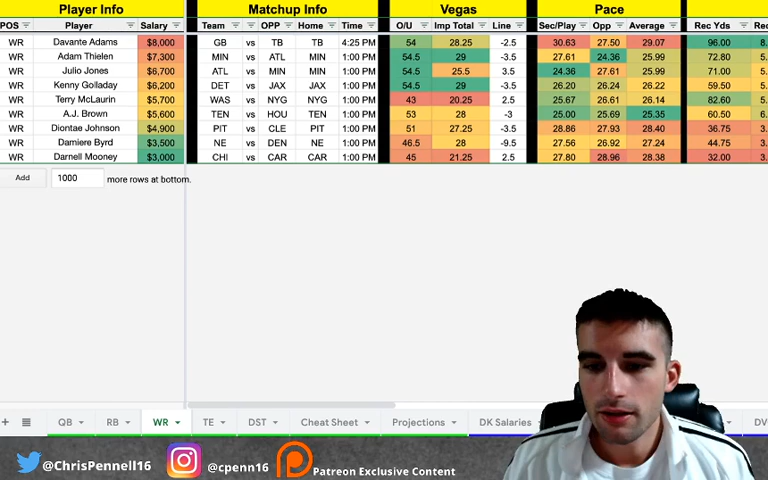 Player Info Matchup Info Vegas Pace
POS Player Salary Team vs OPP Home Time O/U Imp Total Line Sec/Play Opp Average Rec Yds Rec
WR Davante Adams $8,000 GB vs TB TB 4:25 PM 54 28.25 -2.5 30.63 27.50 29.07 96.00 8.
WR Adam Thielen $7,300 MIN vs ATL MIN 1:00 PM 54.5 29 -3.5 27.61 24.36 25.99 72.80 5.
WR Julio Jones $6,700 ATL vs MIN MIN 1:00 PM 54.5 25.5 3.5 24.36 27.61 25.99 71.00 5.
WR Kenny Golladay $6,200 DET vs JAX JAX 1:00 PM 54.5 29 -3.5 26.20 26.24 26.22 59.50 4.
WR Terry McLaurin $5,700 WAS vs NYG NYG 1:00 PM 43 20.25 2.5 25.67 26.61 26.14 82.60 5.
WR A.J. Brown $5,600 TEN vs HOU TEN 1:00 PM 53 28 -3 25.00 25.69 25.35 60.50 4.
WR Diontae Johnson $4,900 PIT vs CLE PIT 1:00 PM 51 27.25 -3.5 28.86 27.93 28.40 36.75 3.
WR Damiere Byrd $3,500 NE vs DEN NE 1:00 PM 46.5 28 -9.5 27.56 26.92 27.24 44.75 3.
WR Darnell Mooney $3,000 CHI vs CAR CAR 1:00 PM 45 21.25 2.5 27.80 28.96 28.38 32.00 3.
Add 1000 more rows at bottom.
+ QB RB WR TE DST Cheat Sheet Projections DK Salaries DV
@ChrisPennell16 @cpenn16 Patreon Exclusive Content